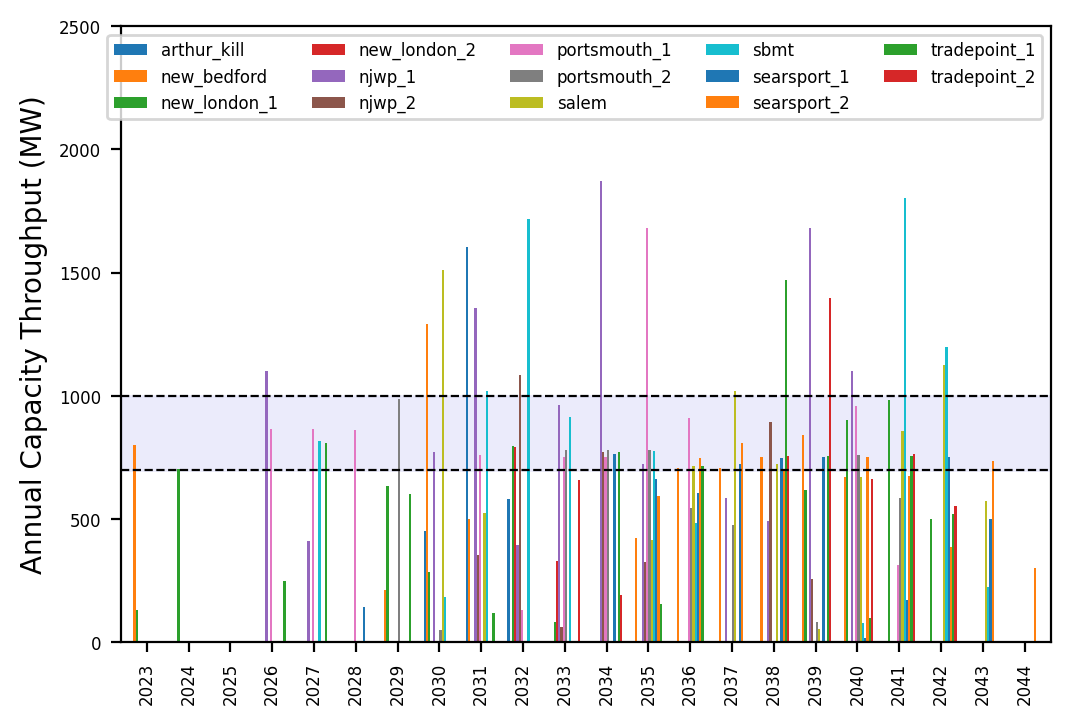 2500
2000
1500
1000
500
0
Annual Capacity Throughput (MW)
arthur_kill new_london_2 portsmouth_1 sbmt tradepoint_1
new_bedford njwp_1 portsmouth_2 searsport_1 tradepoint_2
new_london_1 njwp_2 salem searsport_2
2023 2024 2025 2026 2027 2028 2029 2030 2031 2032 2033 2034 2035 2036 2037 2038 2039 2040 2041 2042 2043 2044